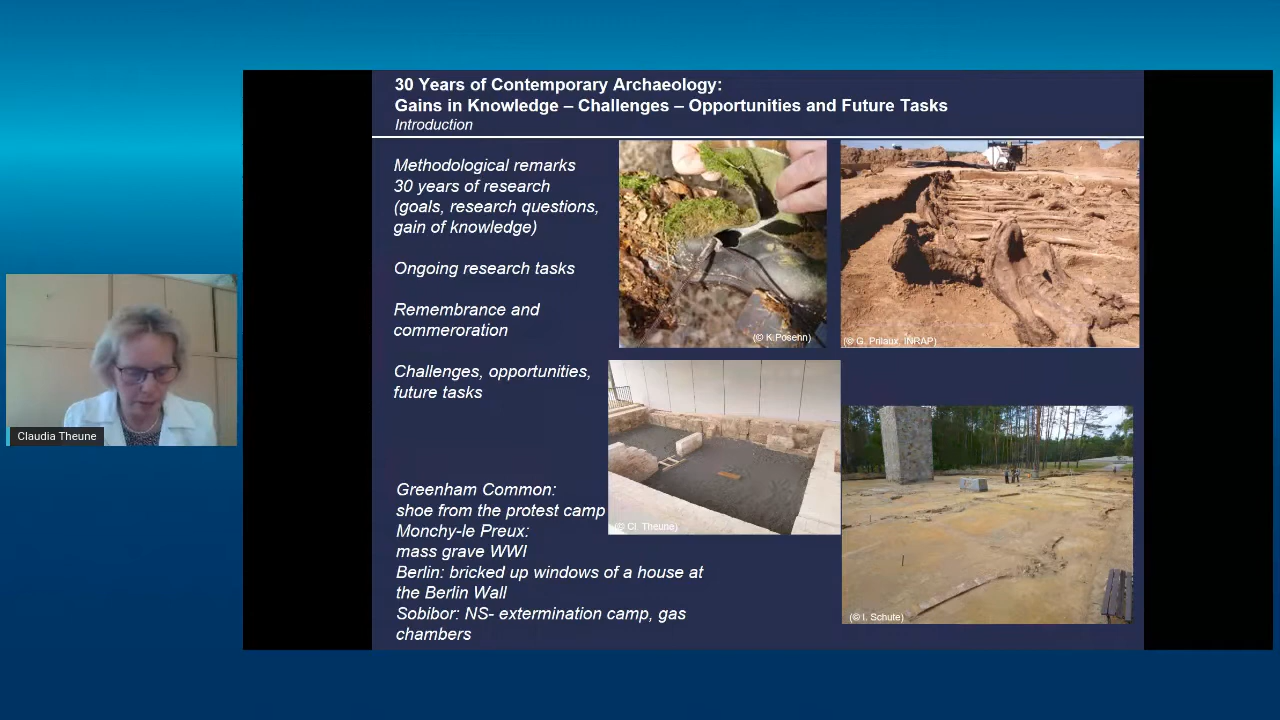 30 Years of Contemporary Archaeology:
Gains in Knowledge – Challenges – Opportunities and Future Tasks
Introduction
Methodological remarks
30 years of research
(goals, research questions,
gain of knowledge)
Ongoing research tasks
Remembrance and
commeroration
Challenges, opportunities,
future tasks
Greenham Common:
shoe from the protest camp
Monchy-le Preux:
mass grave WWI
Berlin: bricked up windows of a house at
the Berlin Wall
Sobibor: NS- extermination camp, gas
chambers
(© K.Posehn)
(© G. Prilaux, INRAP)
(© Cl. Theune)
(© I. Schute)
Claudia Theune